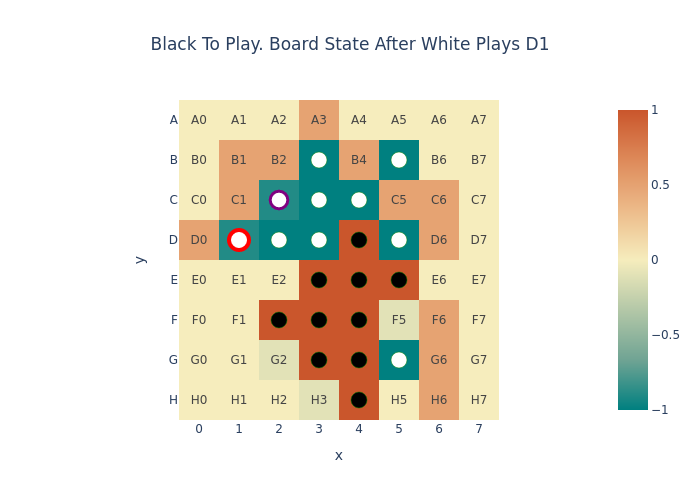 Black To Play. Board State After White Plays D1
A A0 A1 A2 A3 A4 A5 A6 A7
B B0 B1 B2 B4 B6 B7
C C0 C1 C5 C6 C7
D D0 D6 D7
E E0 E1 E2 E6 E7
F F0 F1 F5 F6 F7
G G0 G1 G2 G6 G7
H H0 H1 H2 H3 H5 H6 H7
0 1 2 3 4 5 6 7
x
y
1
0.5
0
−0.5
−1